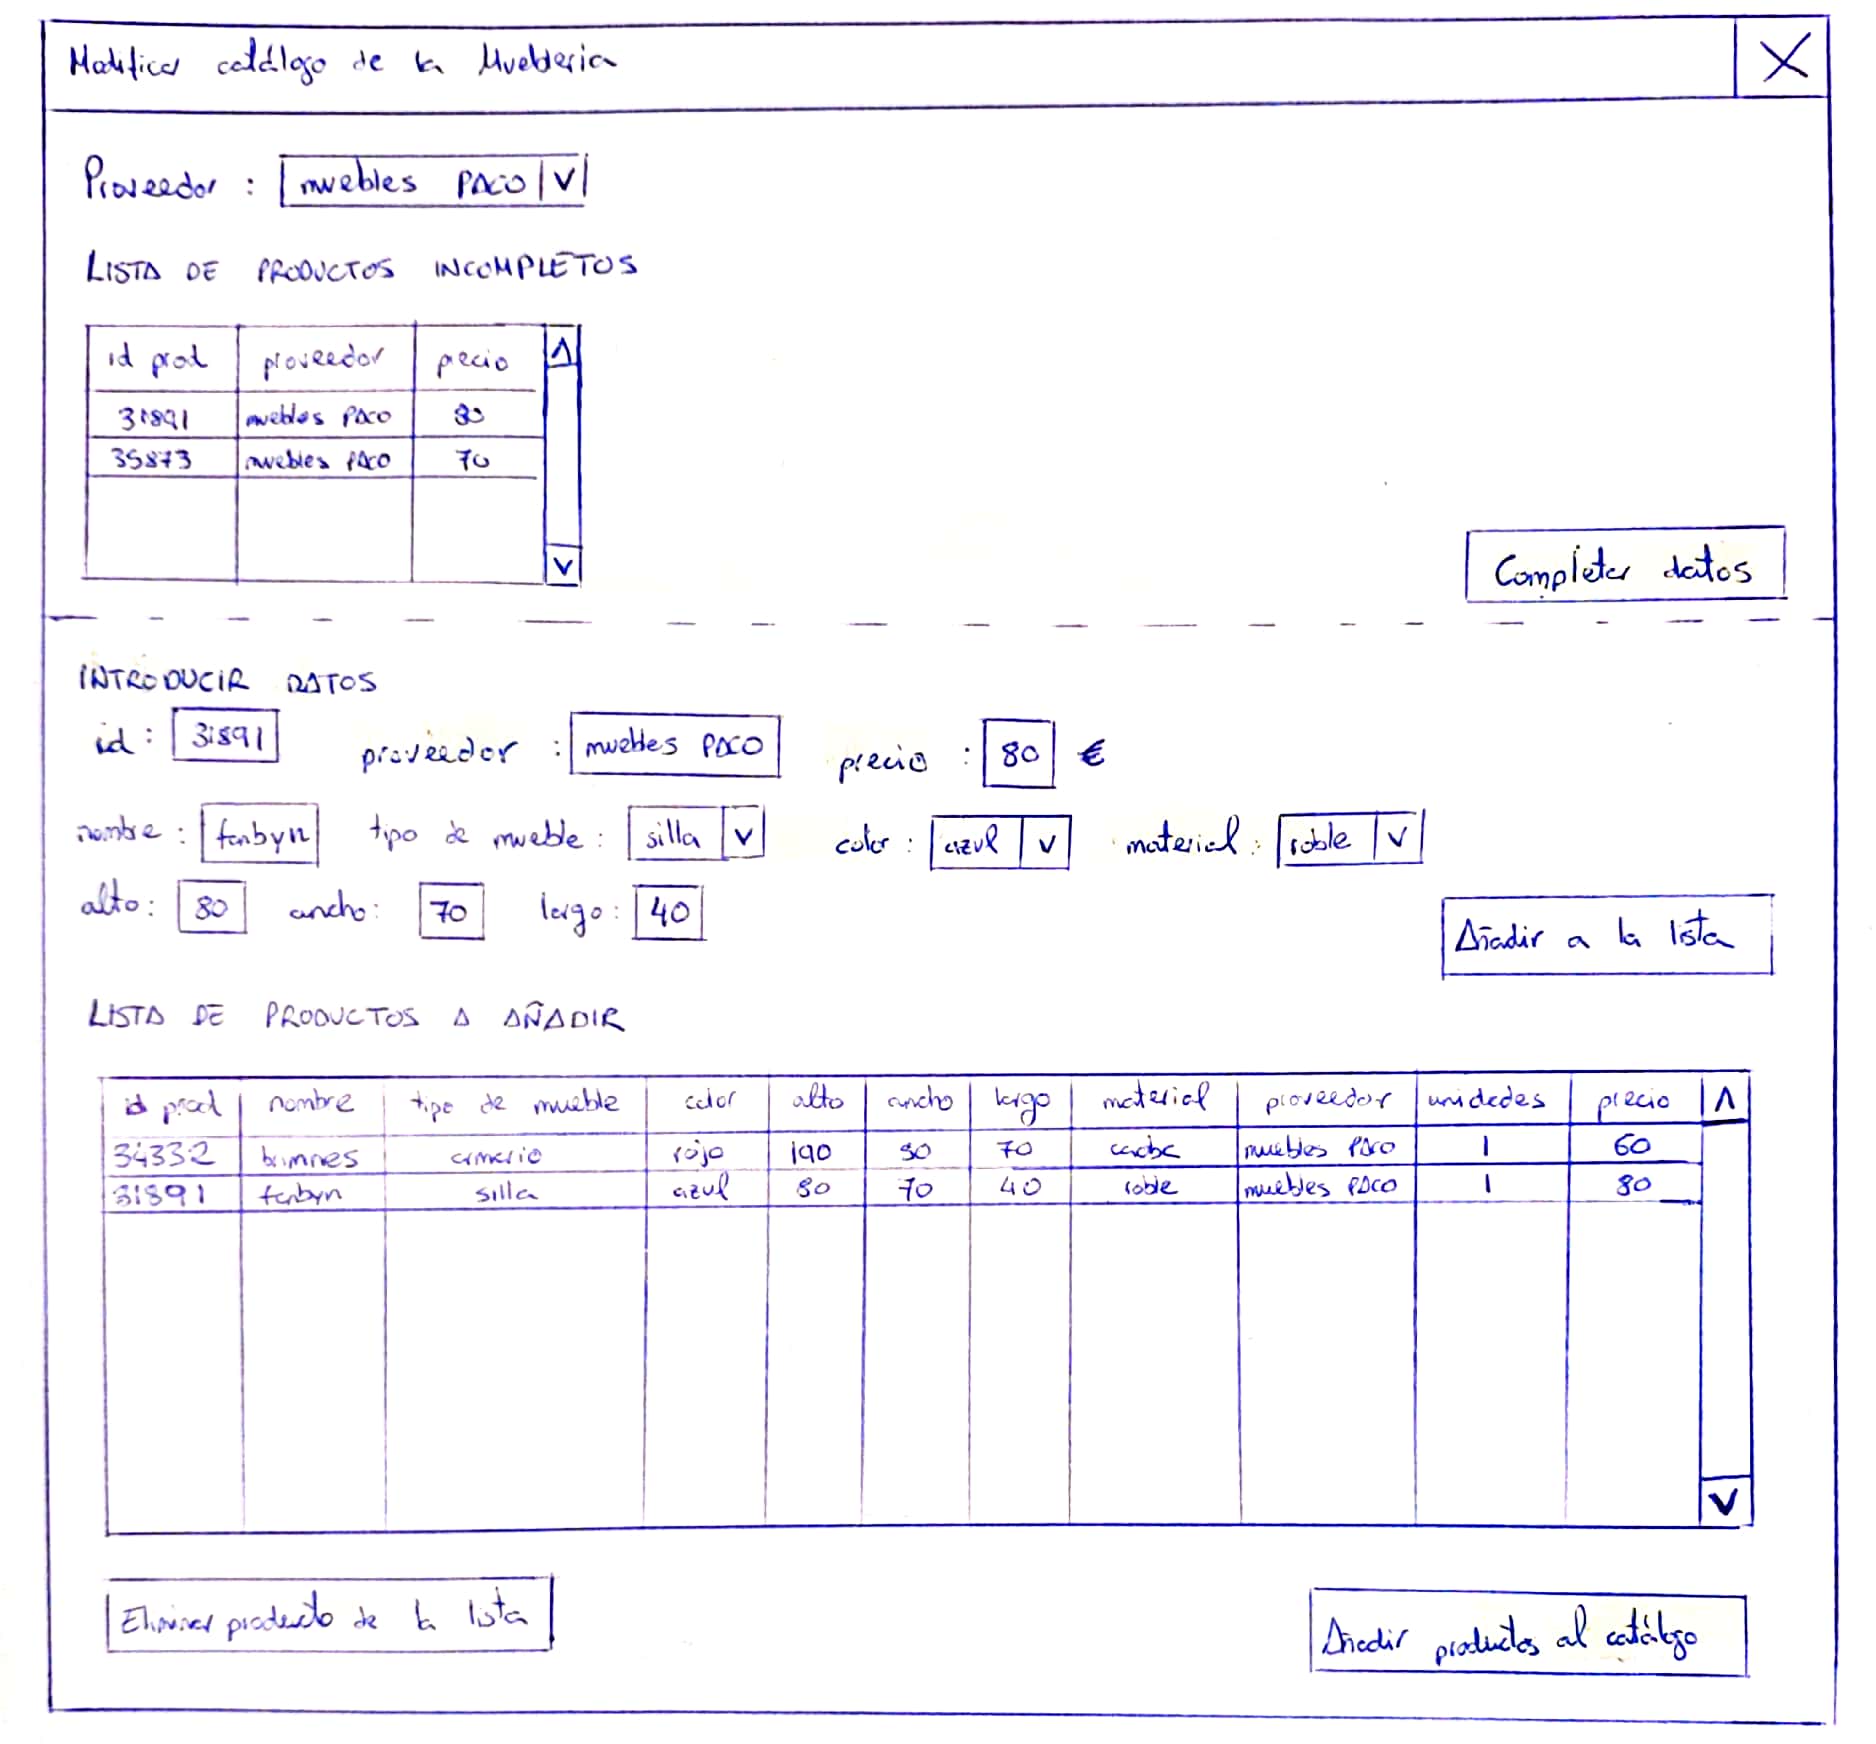 Modificar catálogo de la Muebleria X
Proveedor : muebles PACO V
LISTA DE PRODUCTOS INCOMPLETOS
id prod proveedor pecio
31891 muebles PACO 80
35873 muebles PACO 70
Completar datos
INTRODUCIR DATOS
id : 31891 proveedor : muebles PACO precio : 80 €
nombre : fanbyn tipo de mueble : silla V color : azul V material : roble V
alto : 80 ancho : 70 largo : 40
Añadir a la lista
LISTA DE PRODUCTOS A AÑADIR
id prod nombre tipo de mueble color alto ancho largo material proveedor unidades precio
34332 brimnes armario rojo 190 80 70 caoba muebles PACO 1 60
31891 fanbyn silla azul 80 70 40 roble muebles PACO 1 80
Eliminar producto de la lista
Añadir productos al catálogo